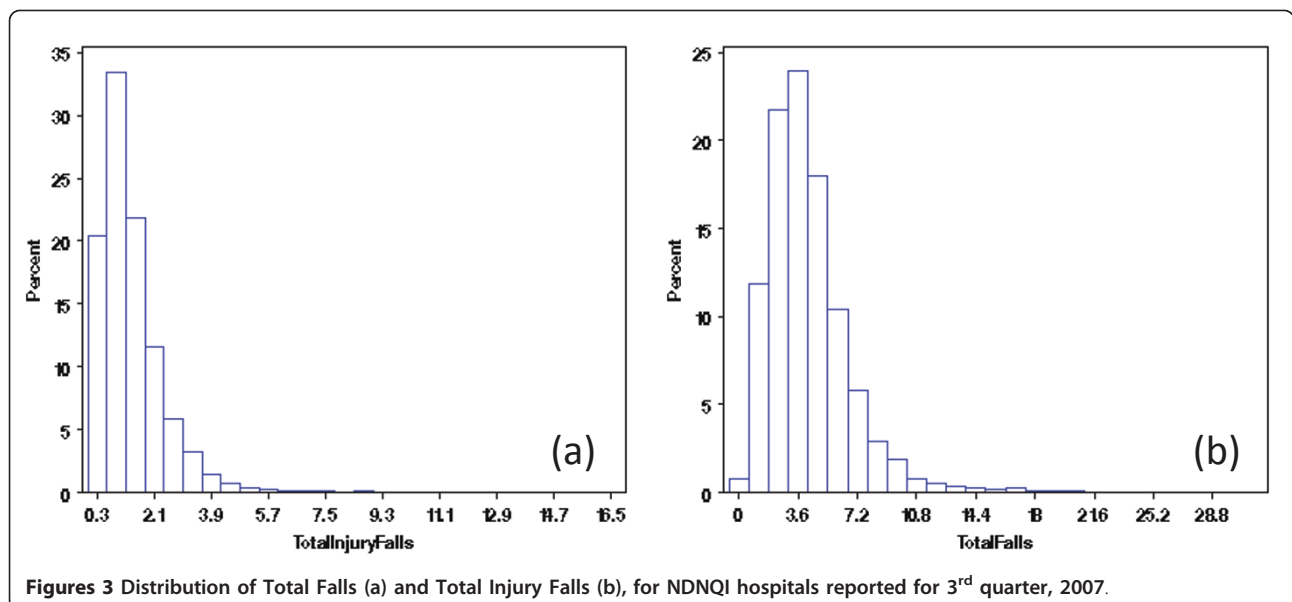 35
30
25
20
15
10
5
0
Percent
0.3 2.1 3.9 5.7 7.5 9.3 11.1 12.9 14.7 16.5
TotalInjuryFalls
(a)
25
20
15
10
5
0
Percent
0 3.6 7.2 10.8 14.4 18 21.6 25.2 28.8
TotalFalls
(b)
Figures 3 Distribution of Total Falls (a) and Total Injury Falls (b), for NDNQI hospitals reported for 3rd quarter, 2007.